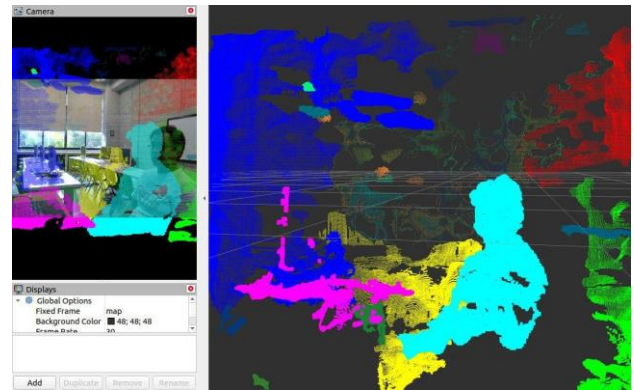 Camera
Displays
Global Options
Fixed Frame map
Background Color 48; 48; 48
Frame Rate 30
Add Duplicate Remove Rename